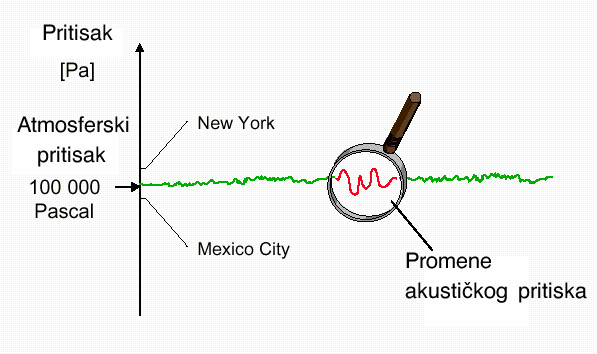 Pritisak
[Pa]
Atmosferski
pritisak
100 000
Pascal
New York
Mexico City
Promene
akustičkog pritiska